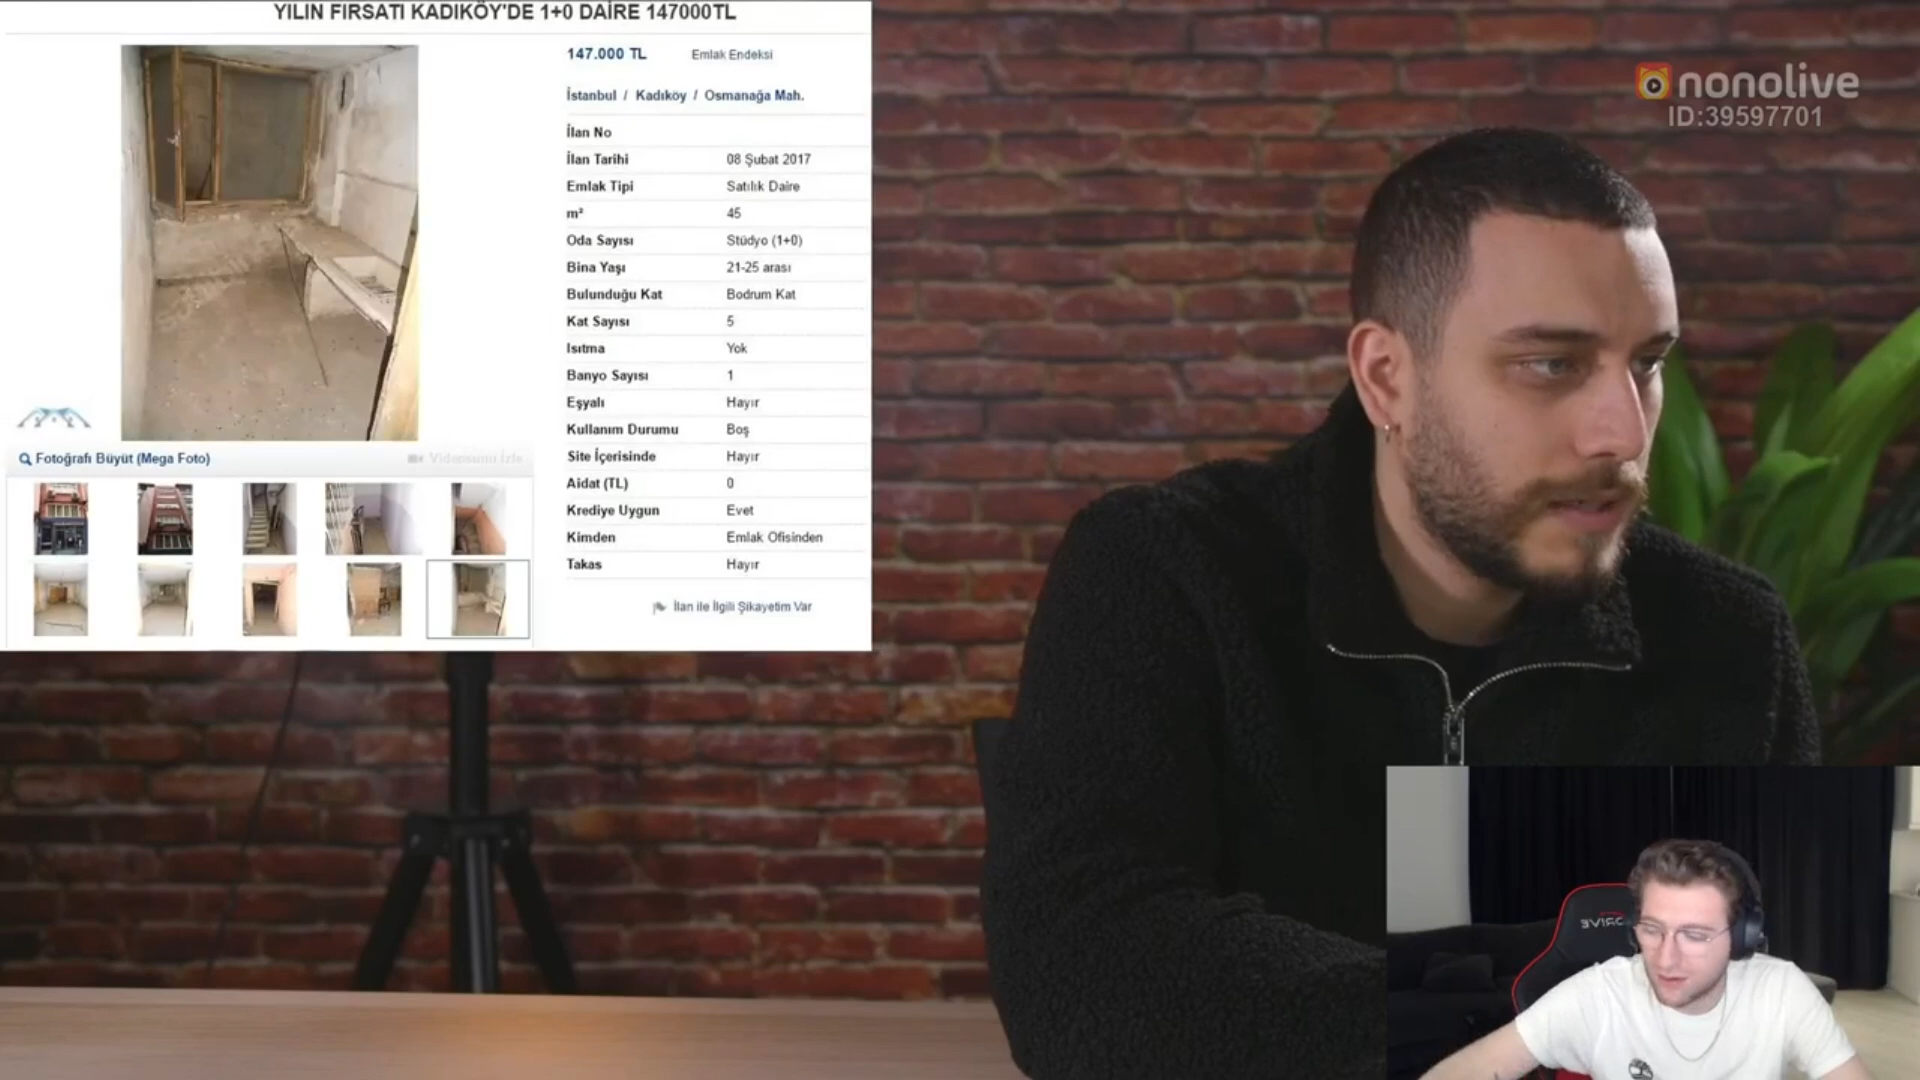 YILIN FIRSATI KADIKÖY'DE 1+0 DAİRE 147000TL
147.000 TL Emlak Endeksi
İstanbul / Kadıköy / Osmanağa Mah.
İlan No
İlan Tarihi 08 Şubat 2017
Emlak Tipi Satılık Daire
m² 45
Oda Sayısı Stüdyo (1+0)
Bina Yaşı 21-25 arası
Bulunduğu Kat Bodrum Kat
Kat Sayısı 5
Isıtma Yok
Banyo Sayısı 1
Eşyalı Hayır
Kullanım Durumu Boş
Site İçerisinde Hayır
Aidat (TL) 0
Krediye Uygun Evet
Kimden Emlak Ofisinden
Takas Hayır
İlan ile İlgili Şikayetim Var
Fotoğrafı Büyüt (Mega Foto) Videosunu İzle
nonolive
ID:39597701